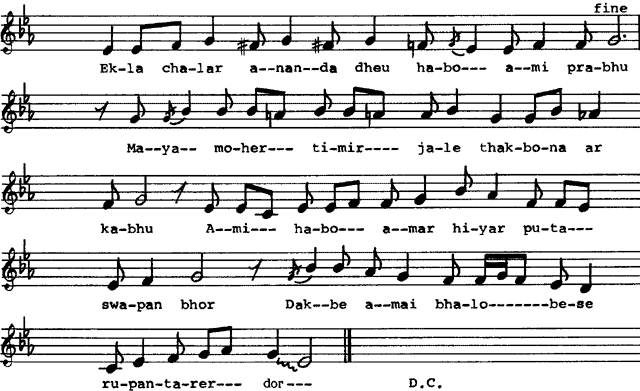 fine
Ek-la cha-lar a--nan--da dheu ha-bo--- a--mi pra-bhu
Ma--ya-- mo-her--- ti-mir---- ja-le thak-bo-na ar
ka-bhu A--mi--- ha-bo--- a--mar hi-yar pu-ta---
swa-pan bhor Dak--be a--mai bha-lo-------be-se
ru-pan-ta-rer--- dor--- D.C.